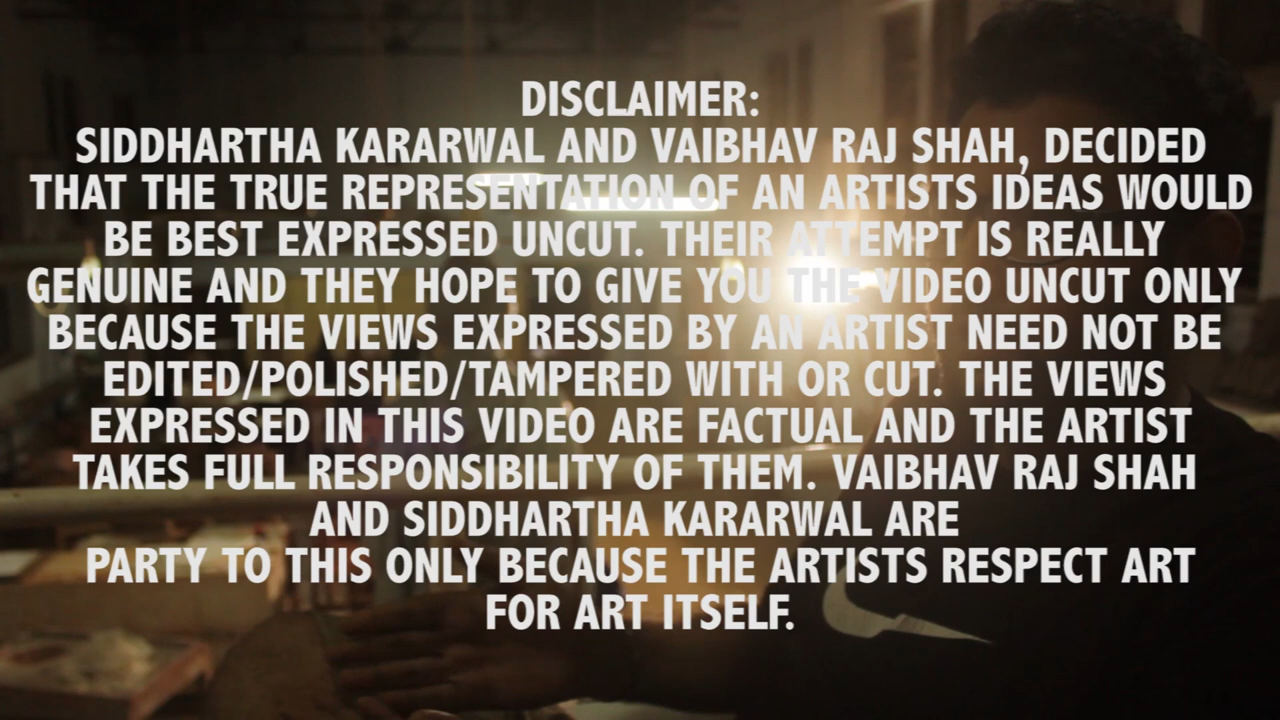 DISCLAIMER:
SIDDHARTHA KARARWAL AND VAIBHAV RAJ SHAH, DECIDED
THAT THE TRUE REPRESENTATION OF AN ARTISTS IDEAS WOULD
BE BEST EXPRESSED UNCUT. THEIR ATTEMPT IS REALLY
GENUINE AND THEY HOPE TO GIVE YOU THE VIDEO UNCUT ONLY
BECAUSE THE VIEWS EXPRESSED BY AN ARTIST NEED NOT BE
EDITED/POLISHED/TAMPERED WITH OR CUT. THE VIEWS
EXPRESSED IN THIS VIDEO ARE FACTUAL AND THE ARTIST
TAKES FULL RESPONSIBILITY OF THEM. VAIBHAV RAJ SHAH
AND SIDDHARTHA KARARWAL ARE
PARTY TO THIS ONLY BECAUSE THE ARTISTS RESPECT ART
FOR ART ITSELF.